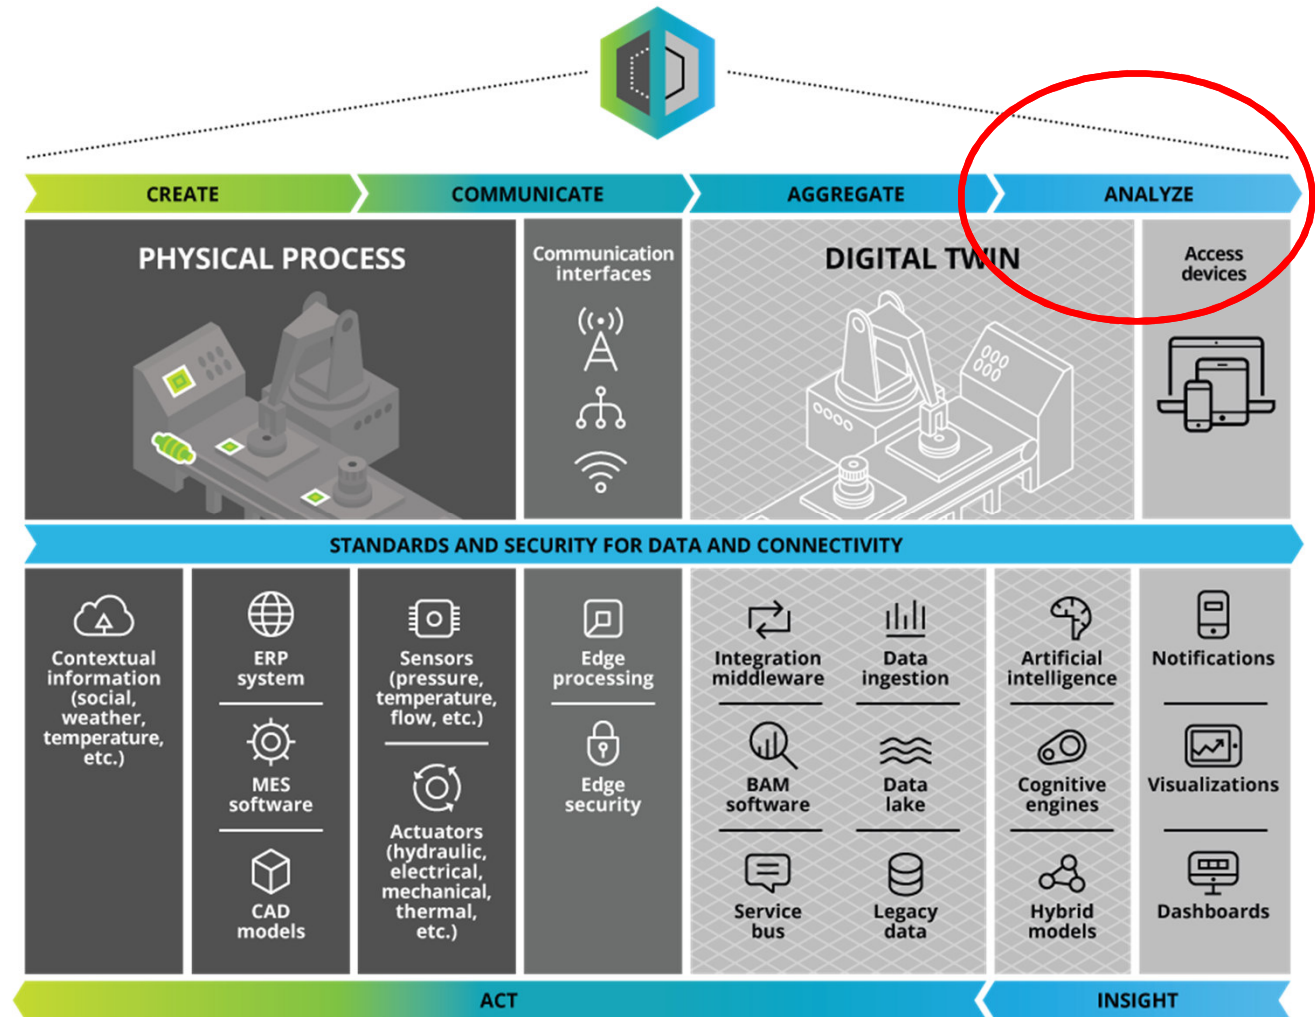 CREATE
COMMUNICATE
AGGREGATE
ANALYZE
PHYSICAL PROCESS
Communication
interfaces
DIGITAL TWIN
Access
devices
STANDARDS AND SECURITY FOR DATA AND CONNECTIVITY
Contextual
information
(social,
weather,
temperature,
etc.)
ERP
system
MES
software
CAD
models
Sensors
(pressure,
temperature,
flow, etc.)
Actuators
(hydraulic,
electrical,
mechanical,
thermal,
etc.)
Edge
processing
Edge
security
Integration
middleware
BAM
software
Service
bus
Data
ingestion
Data
lake
Legacy
data
Artificial
intelligence
Cognitive
engines
Hybrid
models
Notifications
Visualizations
Dashboards
ACT
INSIGHT